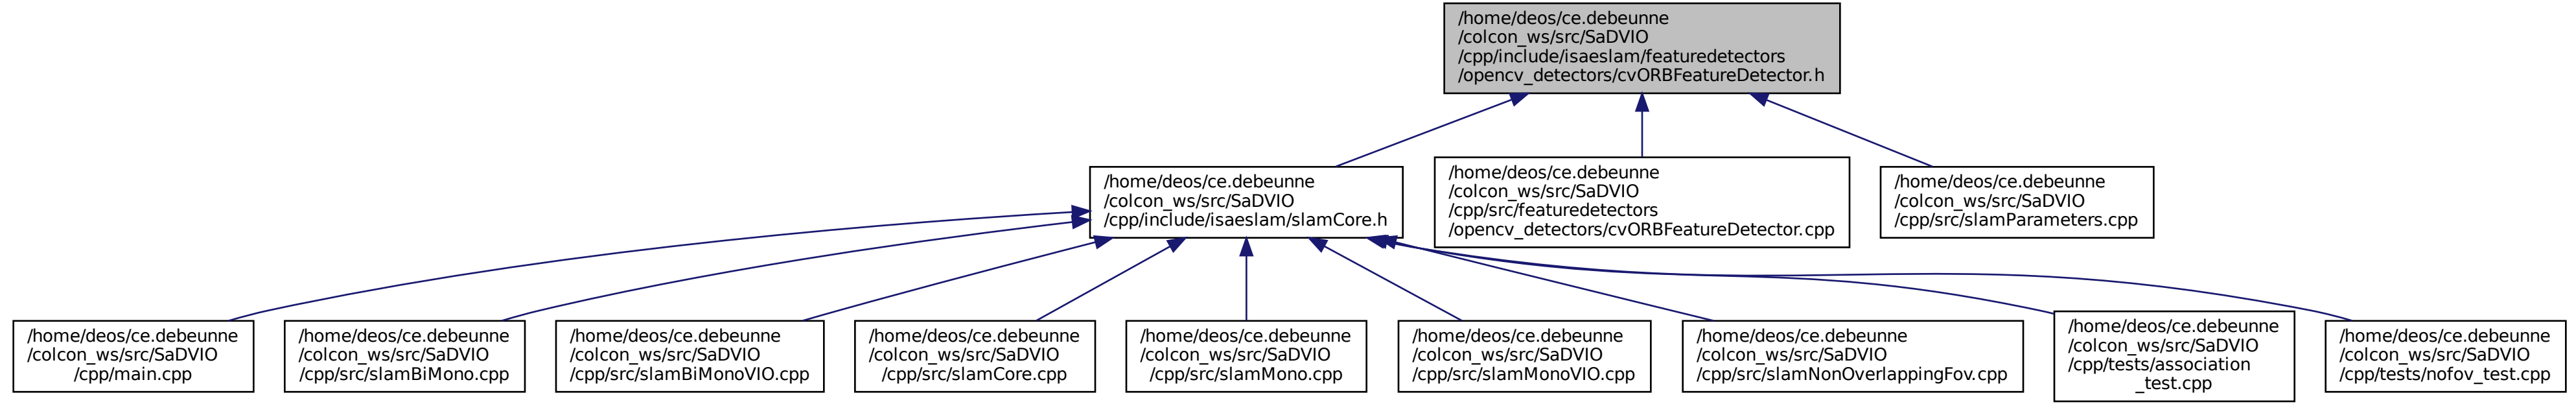 /home/deos/ce.debeunne
/colcon_ws/src/SaDVIO
/cpp/include/isaeslam/featuredetectors
/opencv_detectors/cvORBFeatureDetector.h
/home/deos/ce.debeunne
/colcon_ws/src/SaDVIO
/cpp/include/isaeslam/slamCore.h
/home/deos/ce.debeunne
/colcon_ws/src/SaDVIO
/cpp/src/featuredetectors
/opencv_detectors/cvORBFeatureDetector.cpp
/home/deos/ce.debeunne
/colcon_ws/src/SaDVIO
/cpp/src/slamParameters.cpp
/home/deos/ce.debeunne
/colcon_ws/src/SaDVIO
/cpp/main.cpp
/home/deos/ce.debeunne
/colcon_ws/src/SaDVIO
/cpp/src/slamBiMono.cpp
/home/deos/ce.debeunne
/colcon_ws/src/SaDVIO
/cpp/src/slamBiMonoVIO.cpp
/home/deos/ce.debeunne
/colcon_ws/src/SaDVIO
/cpp/src/slamCore.cpp
/home/deos/ce.debeunne
/colcon_ws/src/SaDVIO
/cpp/src/slamMono.cpp
/home/deos/ce.debeunne
/colcon_ws/src/SaDVIO
/cpp/src/slamMonoVIO.cpp
/home/deos/ce.debeunne
/colcon_ws/src/SaDVIO
/cpp/src/slamNonOverlappingFov.cpp
/home/deos/ce.debeunne
/colcon_ws/src/SaDVIO
/cpp/tests/association
_test.cpp
/home/deos/ce.debeunne
/colcon_ws/src/SaDVIO
/cpp/tests/nofov_test.cpp